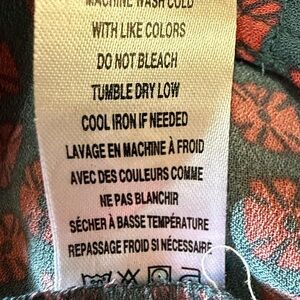 MACHINE WASH COLD
WITH LIKE COLORS
DO NOT BLEACH
TUMBLE DRY LOW
COOL IRON IF NEEDED
LAVAGE EN MACHINE À FROID
AVEC DES COULEURS COMME
NE PAS BLANCHIR
SÉCHER À BASSE TEMPÉRATURE
REPASSAGE FROID SI NÉCESSAIRE